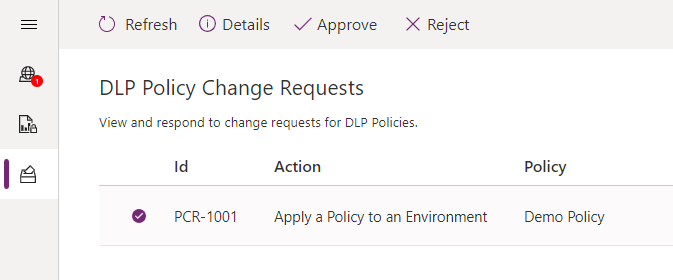 Refresh Details Approve Reject
1
DLP Policy Change Requests
View and respond to change requests for DLP Policies.
Id Action Policy
PCR-1001 Apply a Policy to an Environment Demo Policy